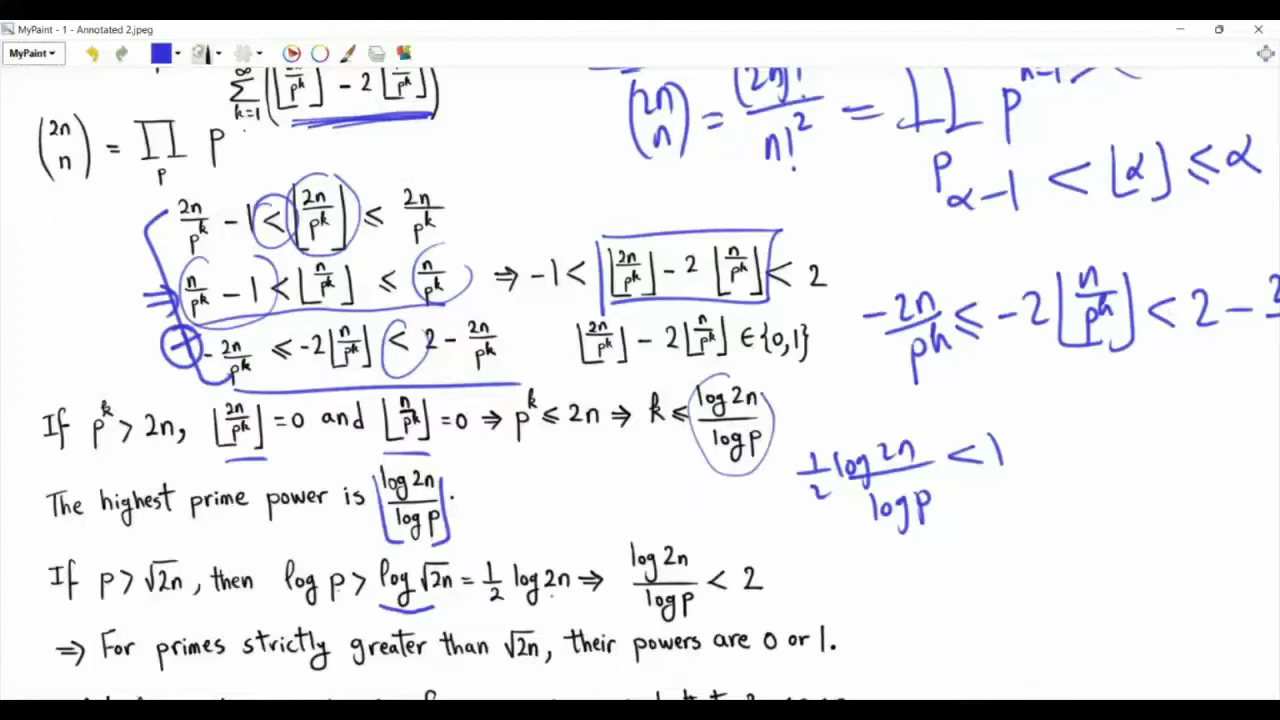 MyPaint - 1 - Annotated 2.jpeg
MyPaint
∑_{k=1}^{∞} (⌊2n/p^k⌋ − 2⌊n/p^k⌋)
(2n n) = ∏_p p
2n/p^k − 1 < ⌊2n/p^k⌋ ≤ 2n/p^k
n/p^k − 1 < ⌊n/p^k⌋ ≤ n/p^k ⇒ −1 < ⌊2n/p^k⌋ − 2⌊n/p^k⌋ < 2
−2n/p^k ≤ −2⌊n/p^k⌋ < 2 − 2n/p^k ⌊2n/p^k⌋ − 2⌊n/p^k⌋ ∈ {0,1}
If p^k > 2n, ⌊2n/p^k⌋ = 0 and ⌊n/p^k⌋ = 0 ⇒ p^k ≤ 2n ⇒ k ≤ log 2n / log p
The highest prime power is ⌊log 2n / log p⌋.
If p > √2n, then log p > log √2n = 1/2 log 2n ⇒ log 2n / log p < 2
⇒ For primes strictly greater than √2n, their powers are 0 or 1.
(2n n) = (2n)! / n!² = ∏_p p
α − 1 < ⌊α⌋ ≤ α
−2n/p^k ≤ −2⌊n/p^k⌋ < 2 −
1/2 log 2n / log p < 1